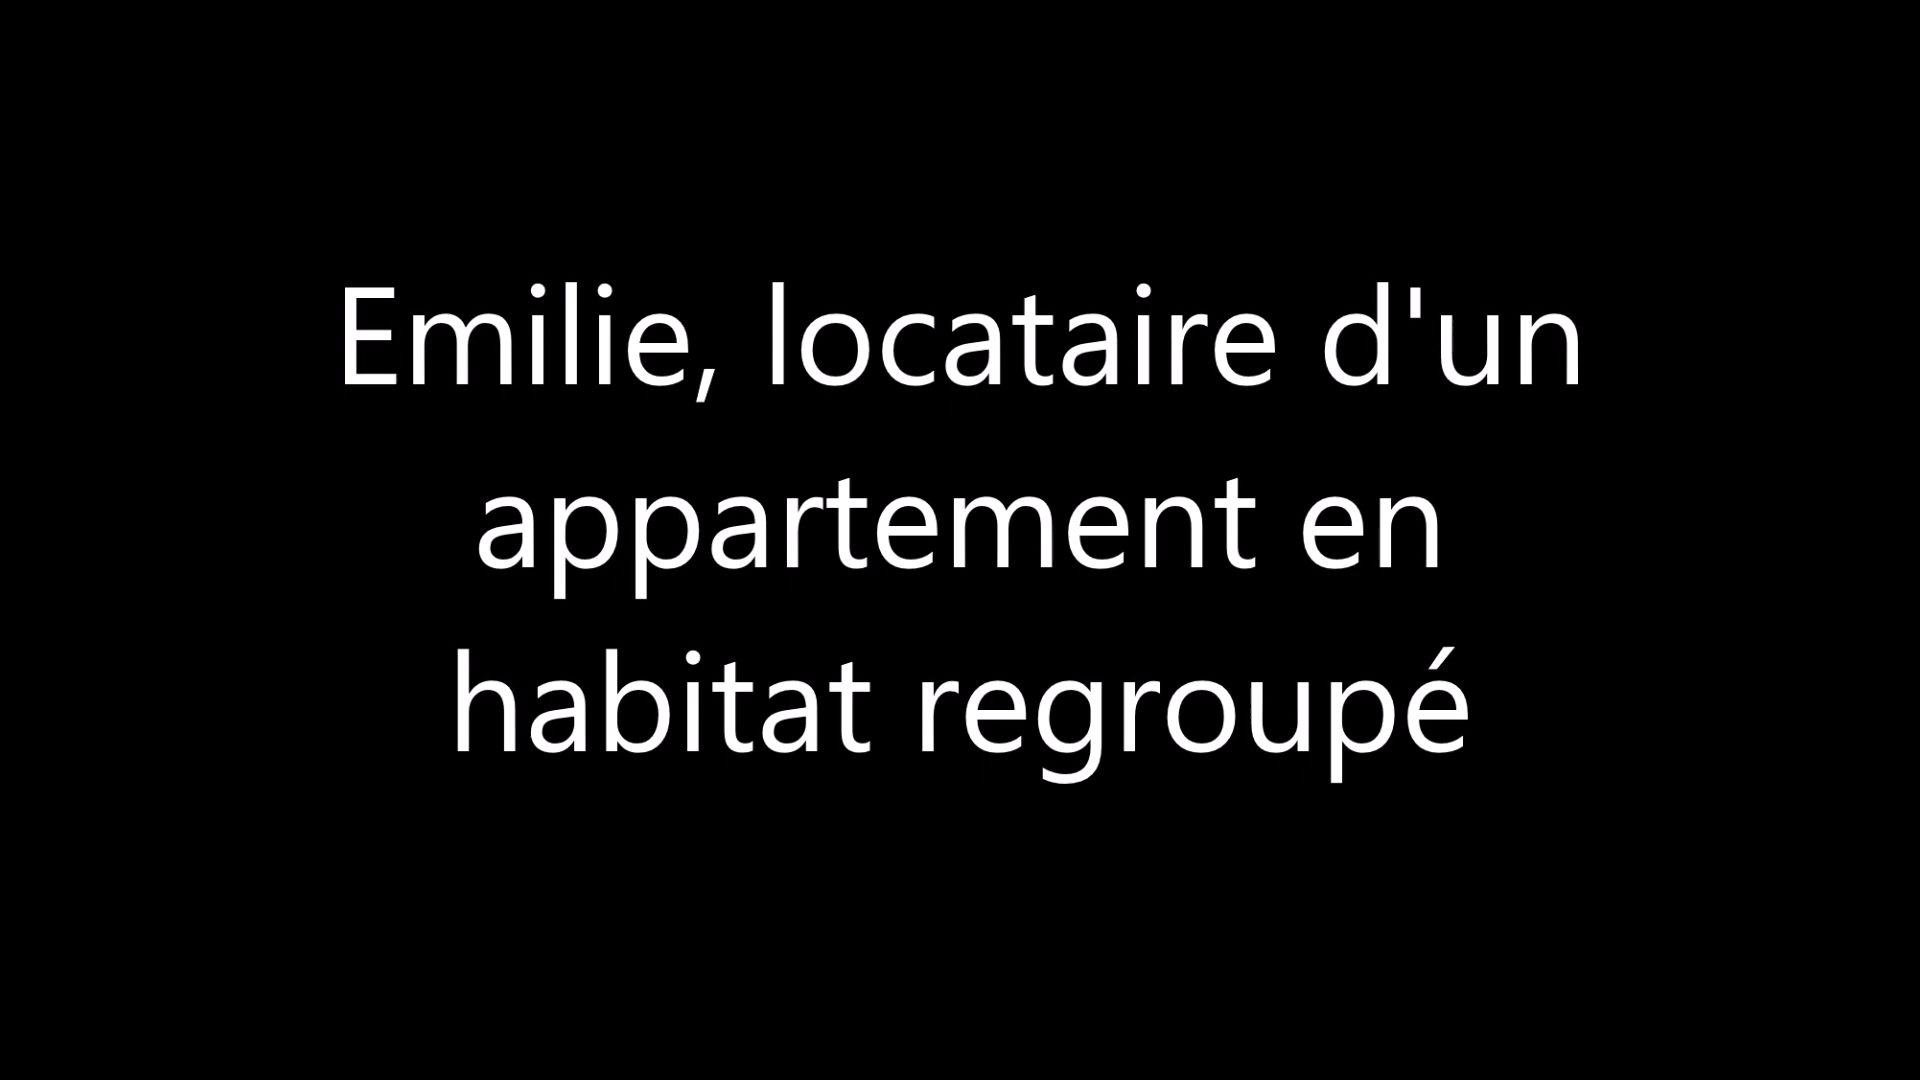 Emilie, locataire d'un
appartement en
habitat regroupé